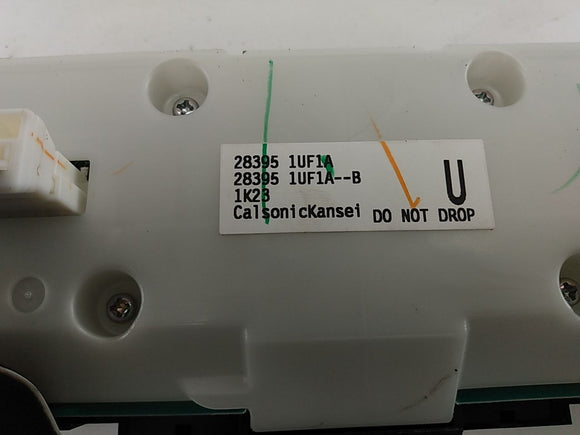 28395 1UF1A
28395 1UF1A--B
1K23
CalsonicKansei DO NOT DROP
U